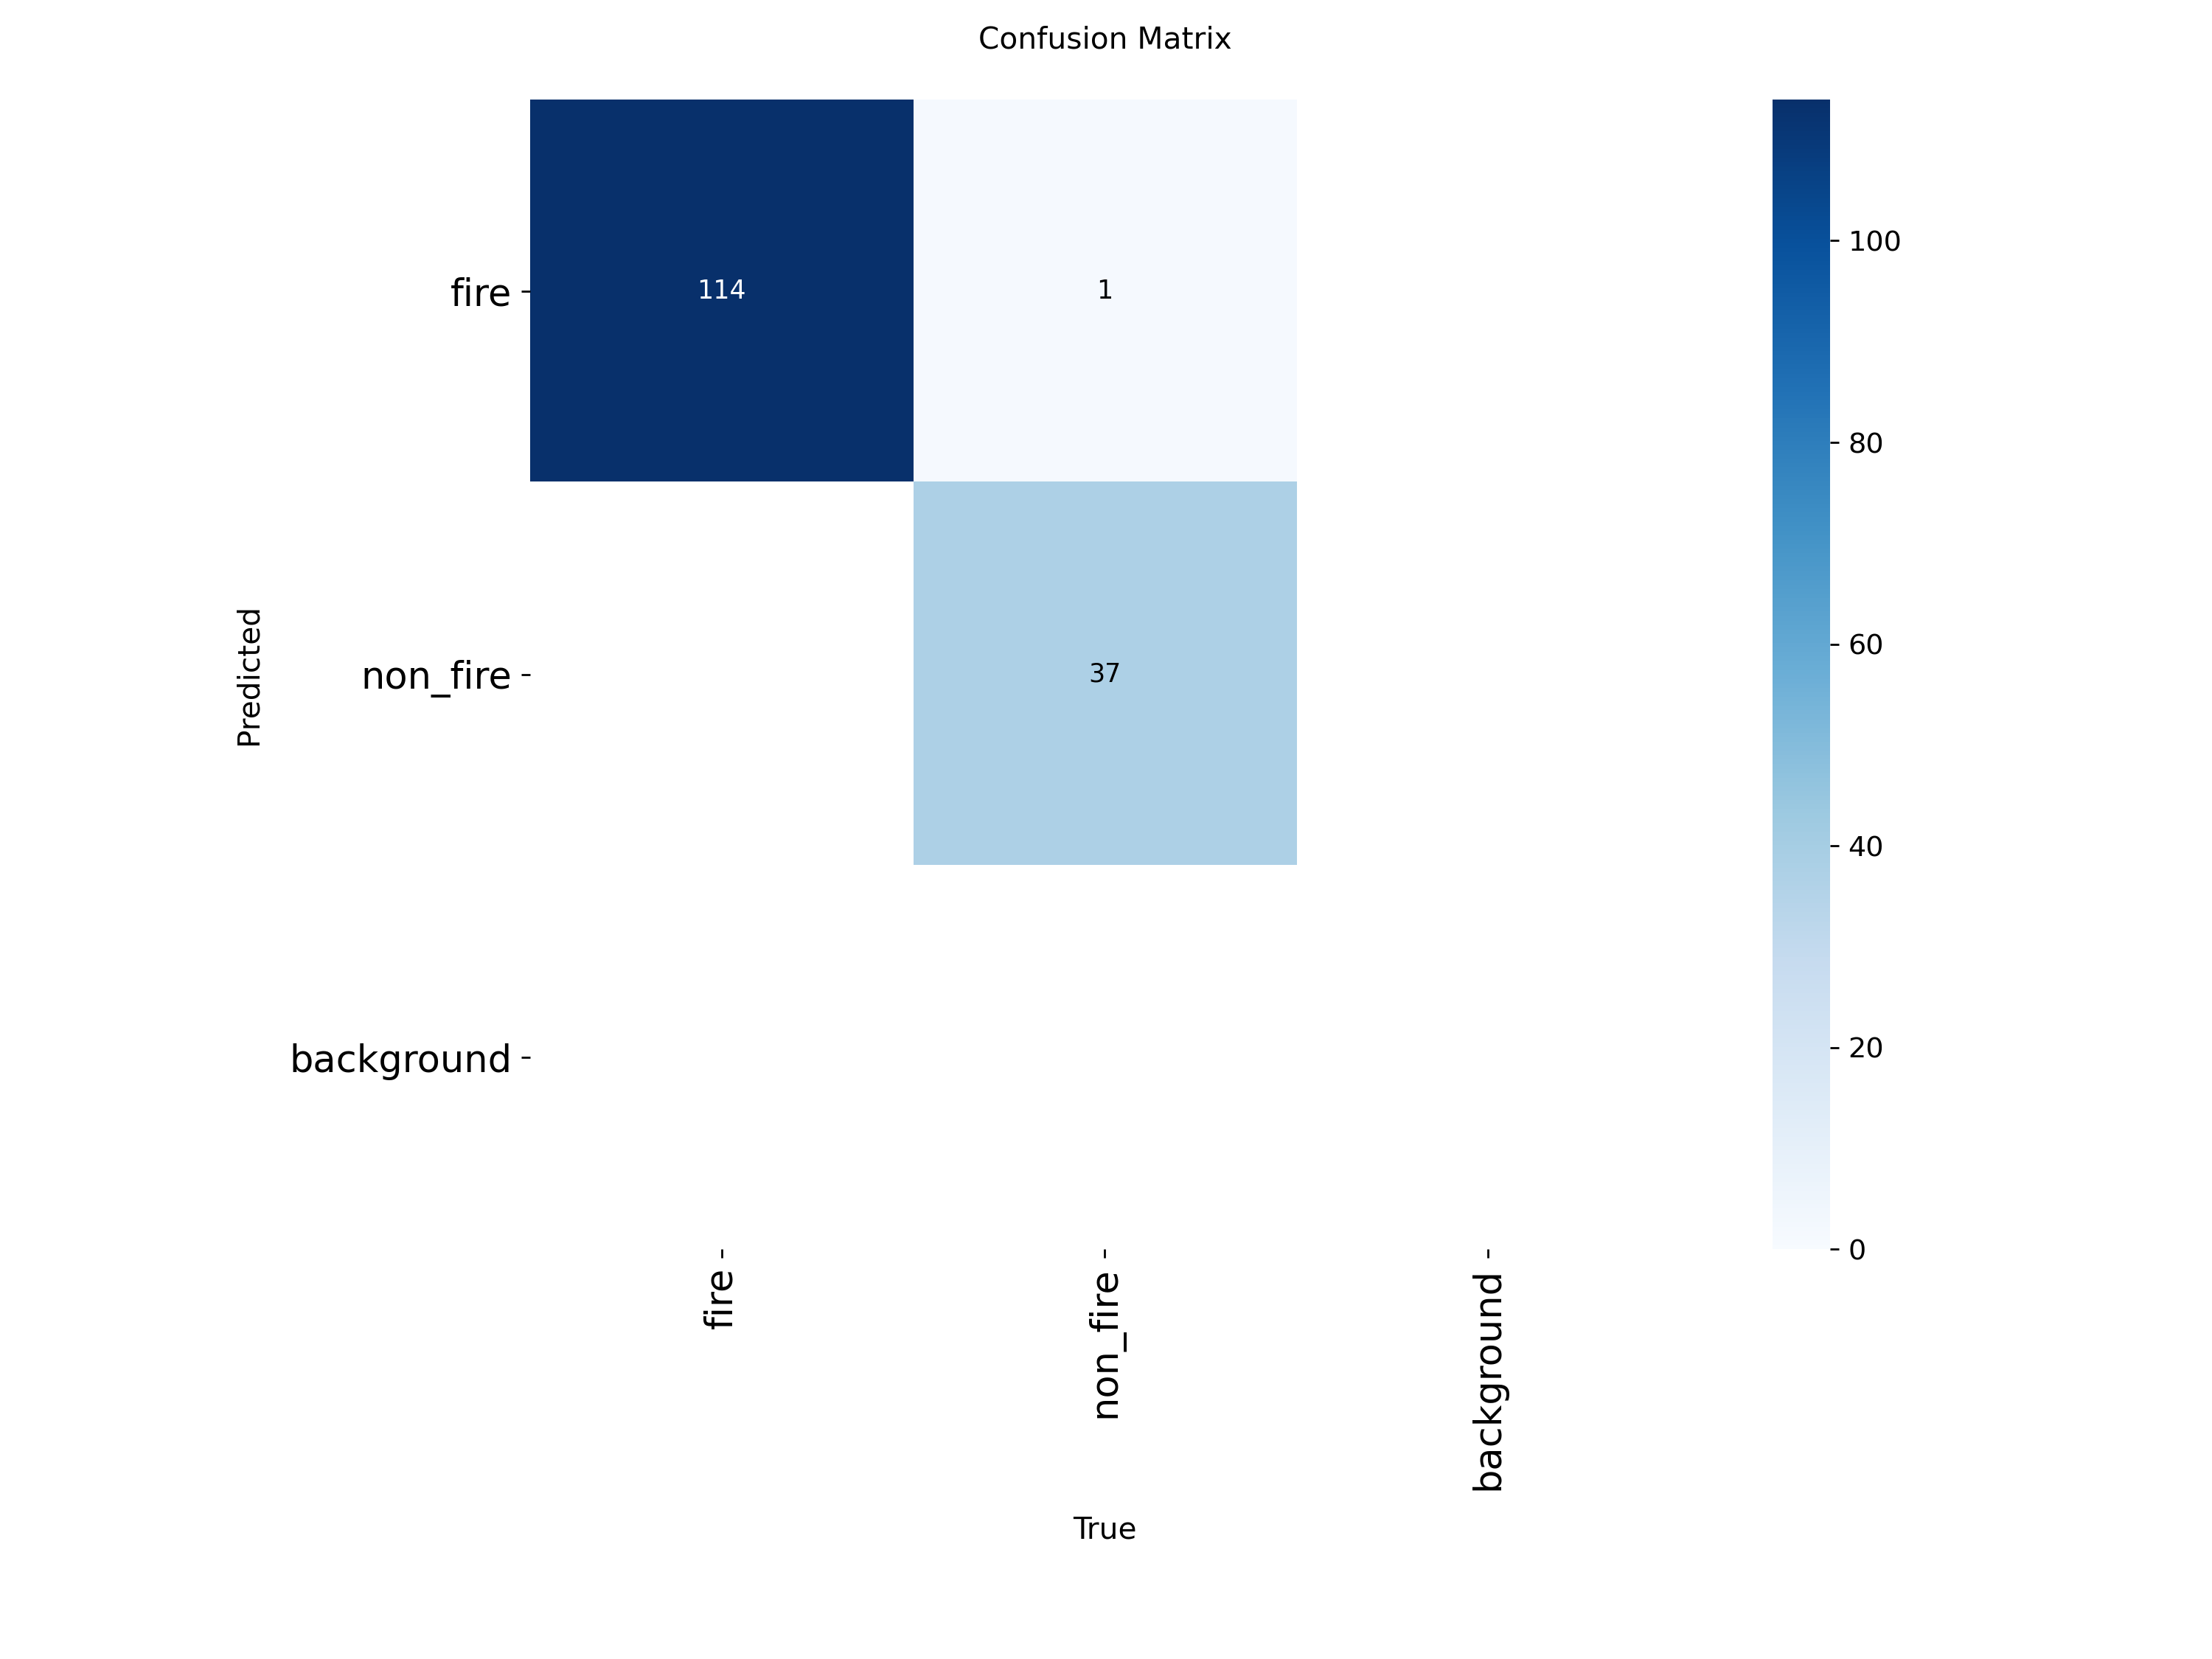 Confusion Matrix
fire
114
1
100
80
Predicted
non_fire
37
60
40
background
20
0
fire
non_fire
background
True